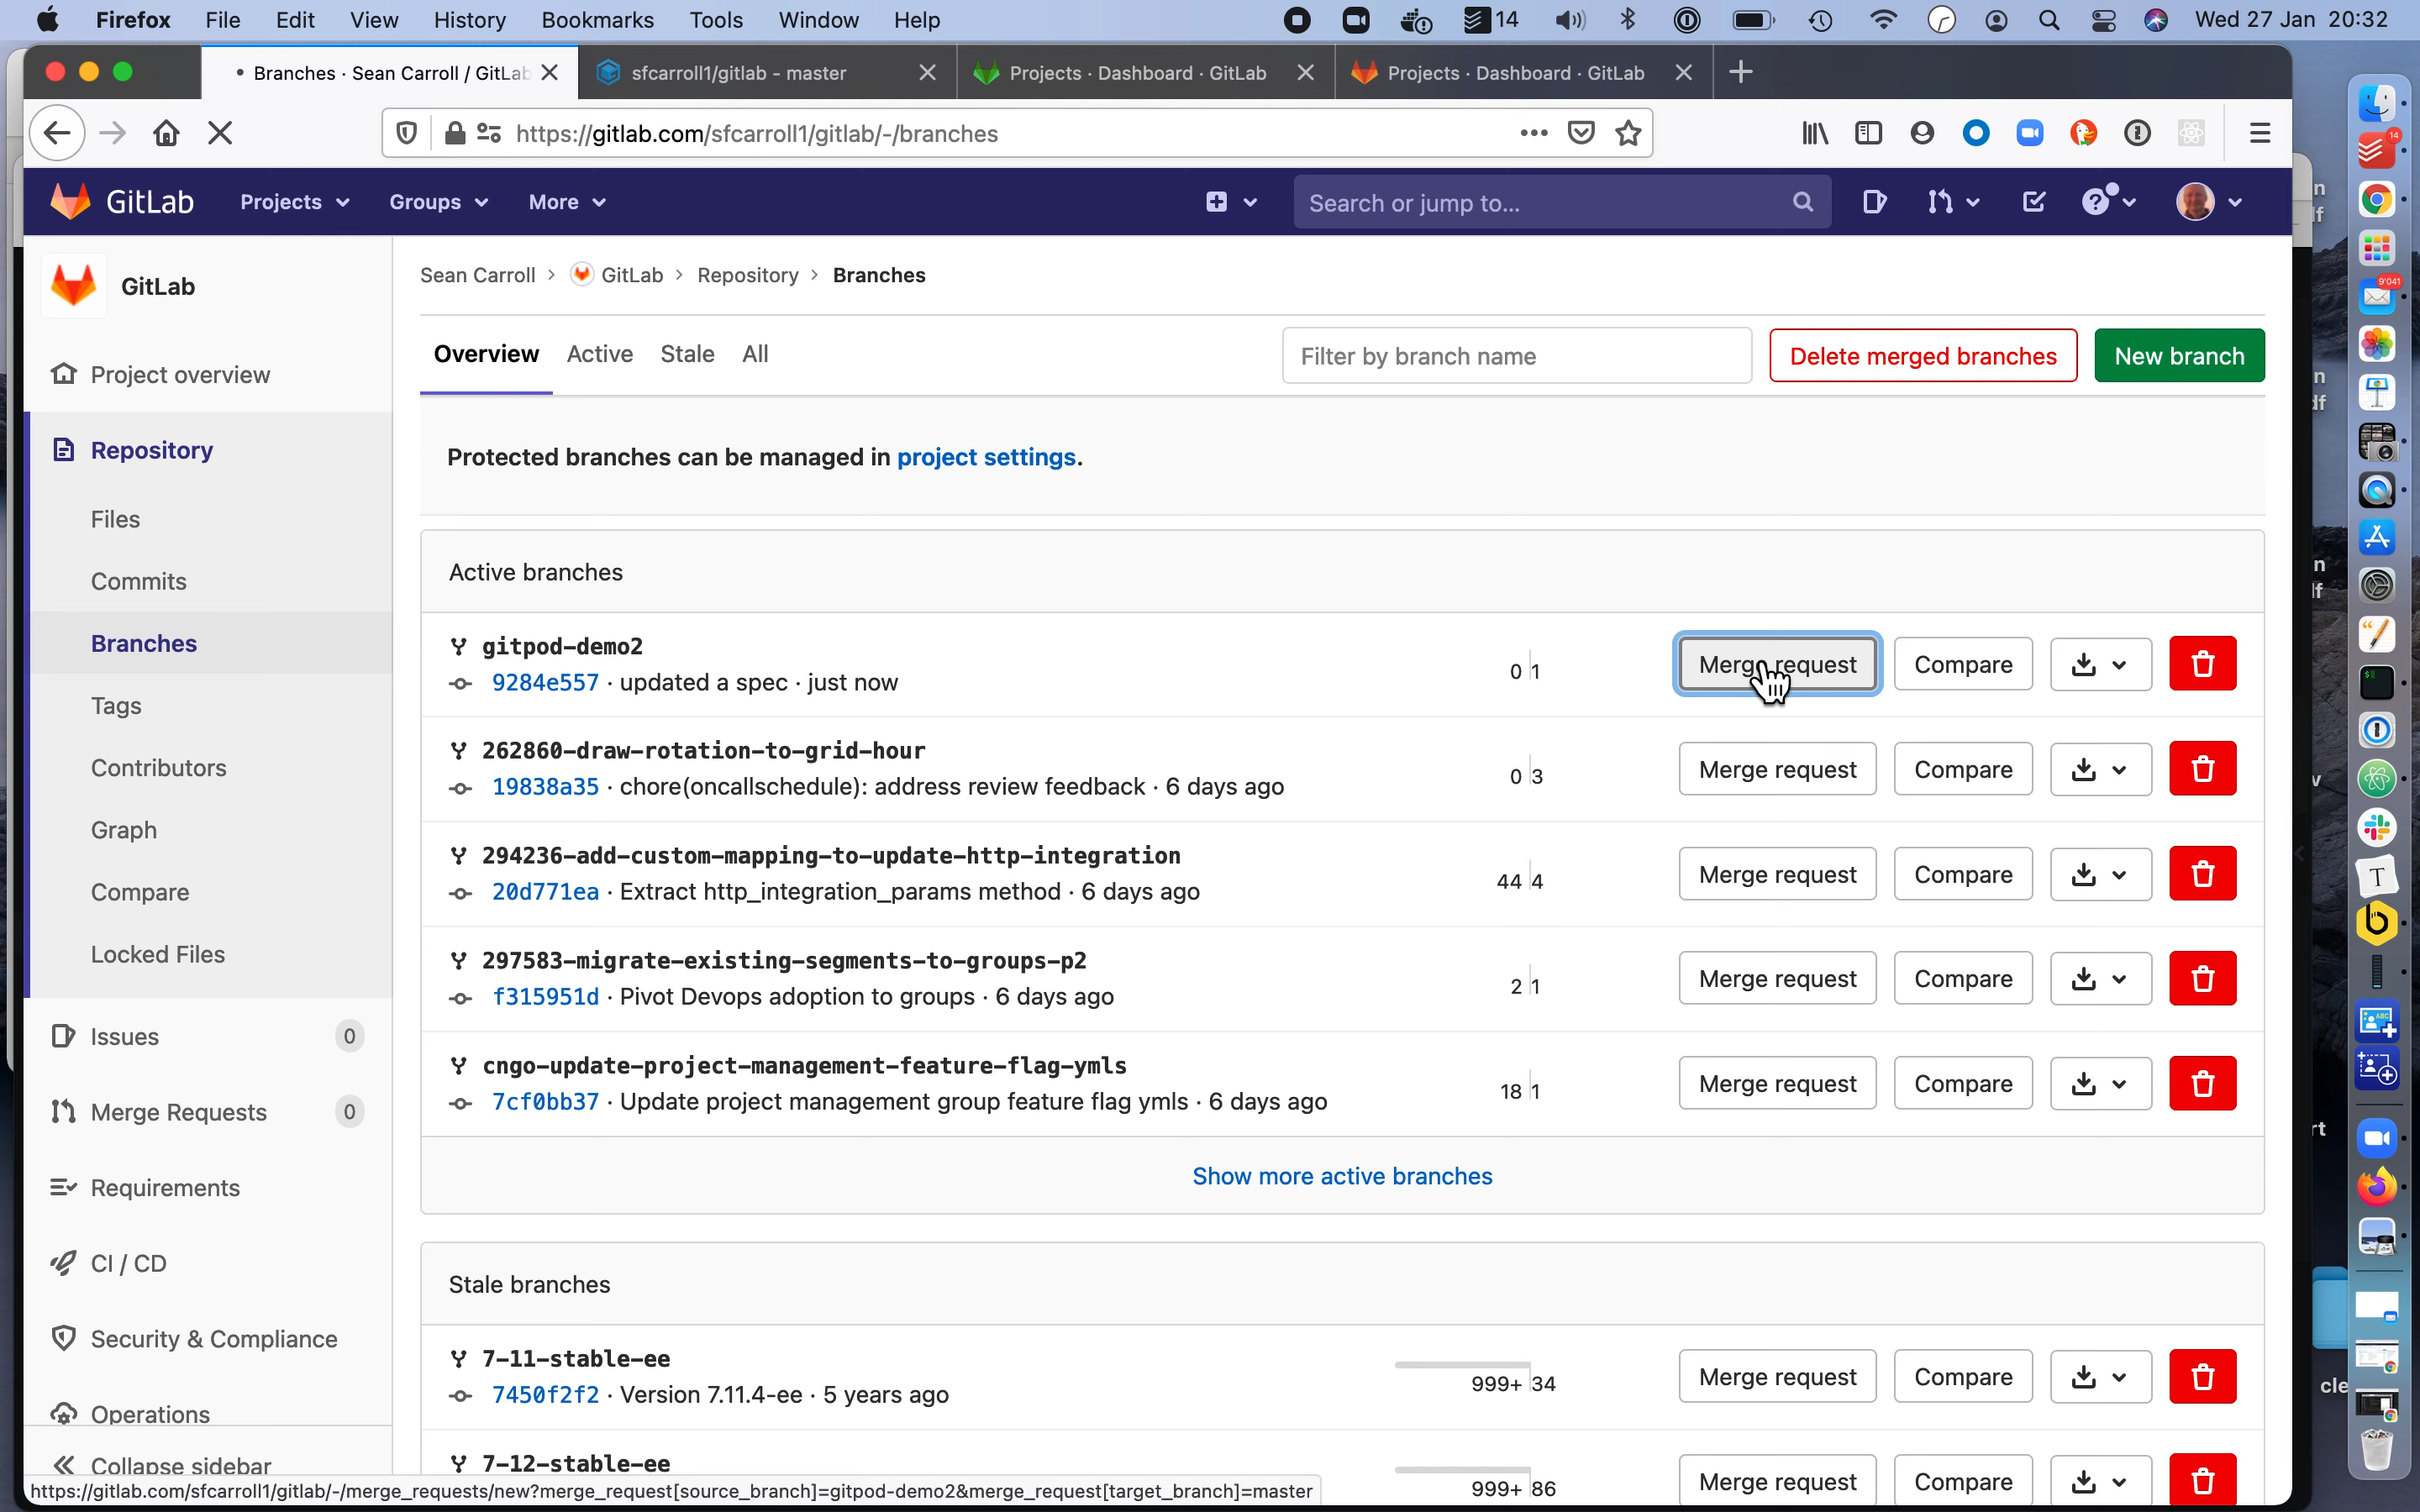 Firefox File Edit View History Bookmarks Tools Window Help 14 Wed 27 Jan 20:32
• Branches · Sean Carroll / GitLab sfcarroll1/gitlab - master Projects · Dashboard · GitLab Projects · Dashboard · GitLab
https://gitlab.com/sfcarroll1/gitlab/-/branches
GitLab Projects Groups More Search or jump to...
GitLab
Project overview
Repository
Files
Commits
Branches
Tags
Contributors
Graph
Compare
Locked Files
Issues 0
Merge Requests 0
Requirements
CI / CD
Security & Compliance
Operations
Collapse sidebar
Sean Carroll > GitLab > Repository > Branches
Overview Active Stale All Filter by branch name Delete merged branches New branch
Protected branches can be managed in project settings.
Active branches
gitpod-demo2
9284e557 · updated a spec · just now
0 1 Merge request Compare
262860-draw-rotation-to-grid-hour
19838a35 · chore(oncallschedule): address review feedback · 6 days ago
0 3 Merge request Compare
294236-add-custom-mapping-to-update-http-integration
20d771ea · Extract http_integration_params method · 6 days ago
44 4 Merge request Compare
297583-migrate-existing-segments-to-groups-p2
f315951d · Pivot Devops adoption to groups · 6 days ago
2 1 Merge request Compare
cngo-update-project-management-feature-flag-ymls
7cf0bb37 · Update project management group feature flag ymls · 6 days ago
18 1 Merge request Compare
Show more active branches
Stale branches
7-11-stable-ee
7450f2f2 · Version 7.11.4-ee · 5 years ago
999+ 34 Merge request Compare
7-12-stable-ee
999+ 86 Merge request Compare
https://gitlab.com/sfcarroll1/gitlab/-/merge_requests/new?merge_request[source_branch]=gitpod-demo2&merge_request[target_branch]=master
14
9'041